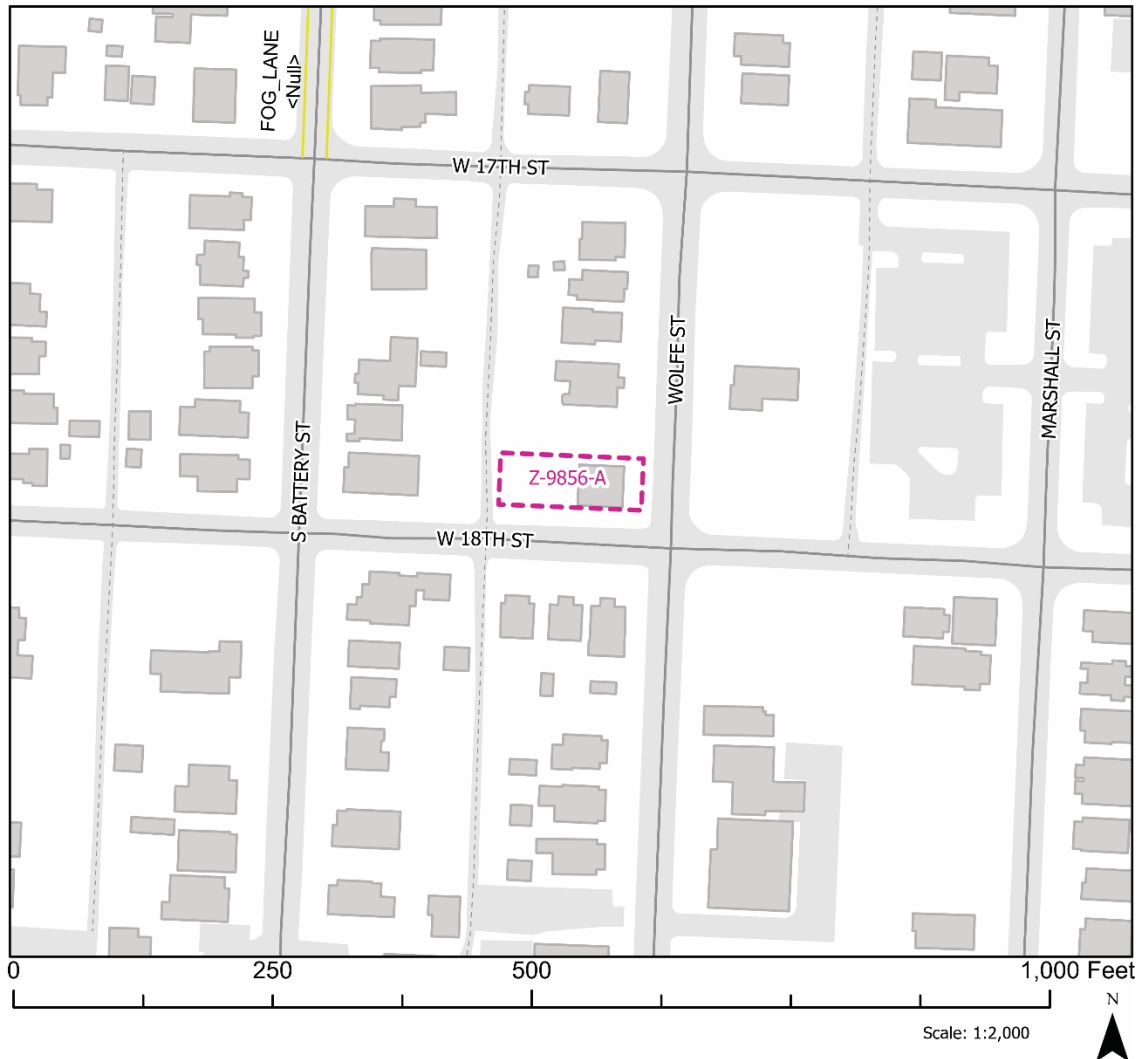 FOG_LANE
<Null>
W 17TH ST
WOLFE ST
MARSHALL ST
S BATTERY ST
Z-9856-A
W 18TH ST
0 250 500 1,000 Feet
N
Scale: 1:2,000